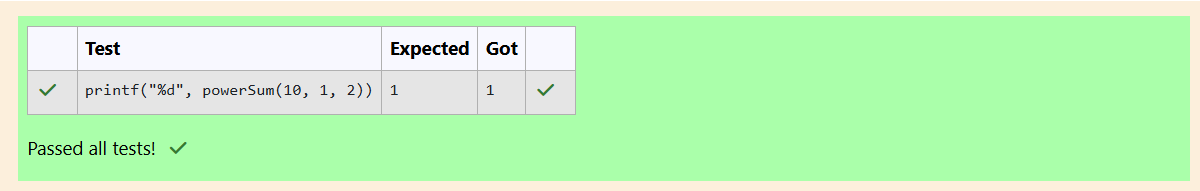 Test Expected Got
printf("%d", powerSum(10, 1, 2)) 1 1
Passed all tests!